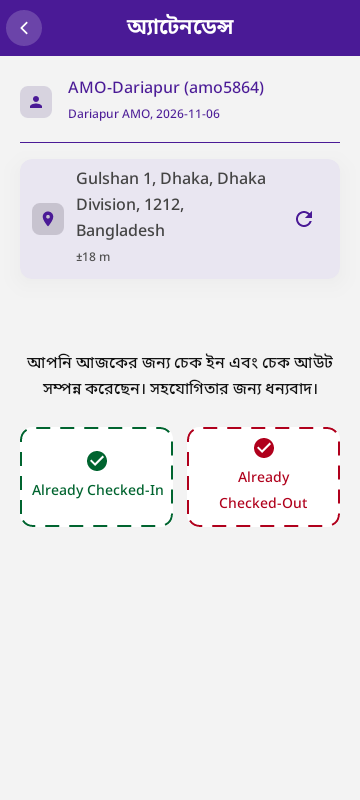 অ্যাটেনডেন্স
AMO-Dariapur (amo5864)
Dariapur AMO, 2026-11-06
Gulshan 1, Dhaka, Dhaka
Division, 1212,
Bangladesh
±18 m
আপনি আজকের জন্য চেক ইন এবং চেক আউট
সম্পন্ন করেছেন। সহযোগিতার জন্য ধন্যবাদ।
Already Checked-In
Already
Checked-Out